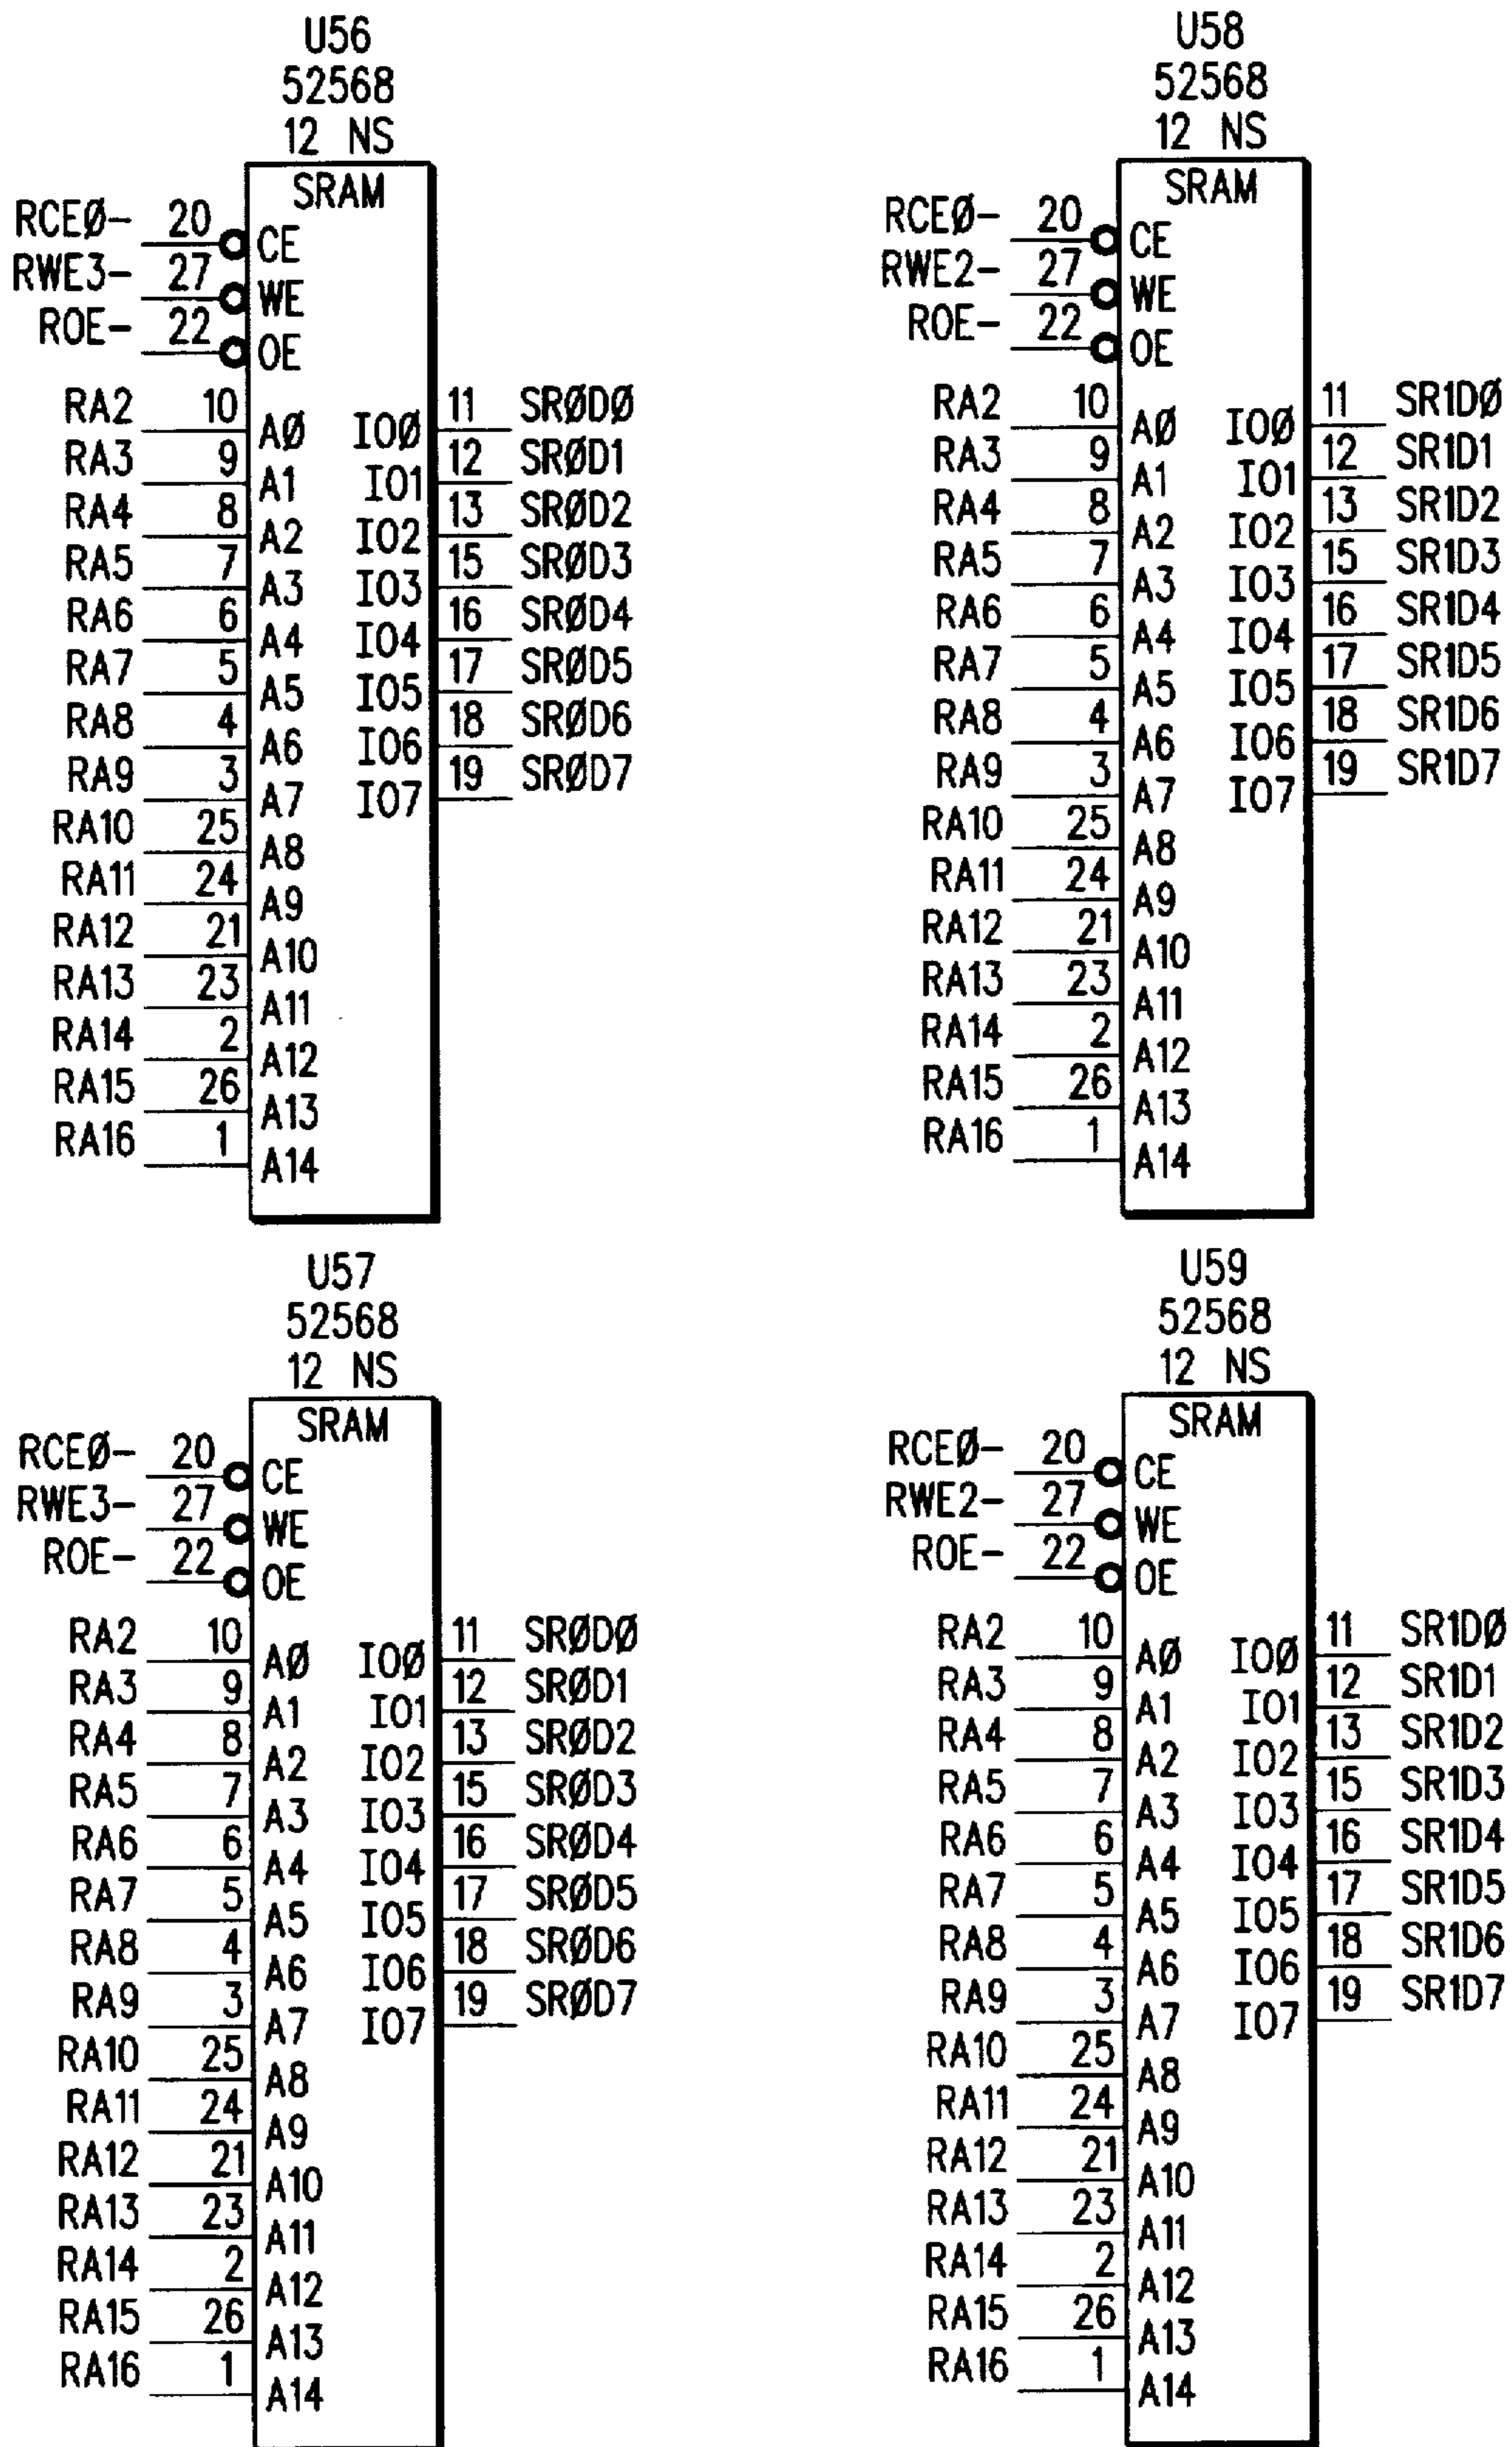 U56
52568
12 NS
SRAM
RCEØ- 20 CE
RWE3- 27 WE
ROE- 22 OE
RA2 10 AØ IOØ 11 SRØDØ
RA3 9 A1 IO1 12 SRØD1
RA4 8 A2 IO2 13 SRØD2
RA5 7 A3 IO3 15 SRØD3
RA6 6 A4 IO4 16 SRØD4
RA7 5 A5 IO5 17 SRØD5
RA8 4 A6 IO6 18 SRØD6
RA9 3 A7 IO7 19 SRØD7
RA10 25 A8
RA11 24 A9
RA12 21 A10
RA13 23 A11
RA14 2 A12
RA15 26 A13
RA16 1 A14
U58
52568
12 NS
SRAM
RCEØ- 20 CE
RWE2- 27 WE
ROE- 22 OE
RA2 10 AØ IOØ 11 SR1DØ
RA3 9 A1 IO1 12 SR1D1
RA4 8 A2 IO2 13 SR1D2
RA5 7 A3 IO3 15 SR1D3
RA6 6 A4 IO4 16 SR1D4
RA7 5 A5 IO5 17 SR1D5
RA8 4 A6 IO6 18 SR1D6
RA9 3 A7 IO7 19 SR1D7
RA10 25 A8
RA11 24 A9
RA12 21 A10
RA13 23 A11
RA14 2 A12
RA15 26 A13
RA16 1 A14
U57
52568
12 NS
SRAM
RCEØ- 20 CE
RWE3- 27 WE
ROE- 22 OE
RA2 10 AØ IOØ 11 SRØDØ
RA3 9 A1 IO1 12 SRØD1
RA4 8 A2 IO2 13 SRØD2
RA5 7 A3 IO3 15 SRØD3
RA6 6 A4 IO4 16 SRØD4
RA7 5 A5 IO5 17 SRØD5
RA8 4 A6 IO6 18 SRØD6
RA9 3 A7 IO7 19 SRØD7
RA10 25 A8
RA11 24 A9
RA12 21 A10
RA13 23 A11
RA14 2 A12
RA15 26 A13
RA16 1 A14
U59
52568
12 NS
SRAM
RCEØ- 20 CE
RWE2- 27 WE
ROE- 22 OE
RA2 10 AØ IOØ 11 SR1DØ
RA3 9 A1 IO1 12 SR1D1
RA4 8 A2 IO2 13 SR1D2
RA5 7 A3 IO3 15 SR1D3
RA6 6 A4 IO4 16 SR1D4
RA7 5 A5 IO5 17 SR1D5
RA8 4 A6 IO6 18 SR1D6
RA9 3 A7 IO7 19 SR1D7
RA10 25 A8
RA11 24 A9
RA12 21 A10
RA13 23 A11
RA14 2 A12
RA15 26 A13
RA16 1 A14